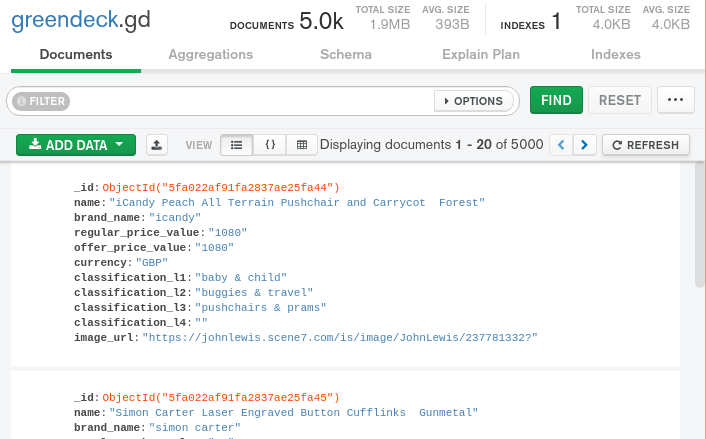 greendeck.gd
DOCUMENTS 5.0k TOTAL SIZE 1.9MB AVG. SIZE 393B INDEXES 1 TOTAL SIZE 4.0KB AVG. SIZE 4.0KB
Documents Aggregations Schema Explain Plan Indexes
FILTER OPTIONS FIND RESET ...
ADD DATA VIEW {} Displaying documents 1 - 20 of 5000 < > REFRESH
_id: ObjectId("5fa022af91fa2837ae25fa44")
name: "iCandy Peach All Terrain Pushchair and Carrycot  Forest"
brand_name: "icandy"
regular_price_value: "1080"
offer_price_value: "1080"
currency: "GBP"
classification_l1: "baby & child"
classification_l2: "buggies & travel"
classification_l3: "pushchairs & prams"
classification_l4: ""
image_url: "https://johnlewis.scene7.com/is/image/JohnLewis/237781332?"
_id: ObjectId("5fa022af91fa2837ae25fa45")
name: "Simon Carter Laser Engraved Button Cufflinks  Gunmetal"
brand_name: "simon carter"